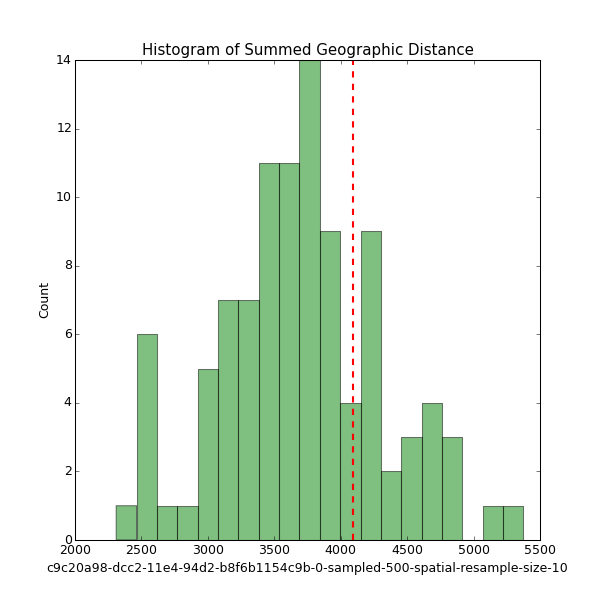 Histogram of Summed Geographic Distance
14
12
10
8
6
4
2
0
Count
2000 2500 3000 3500 4000 4500 5000 5500
c9c20a98-dcc2-11e4-94d2-b8f6b1154c9b-0-sampled-500-spatial-resample-size-10